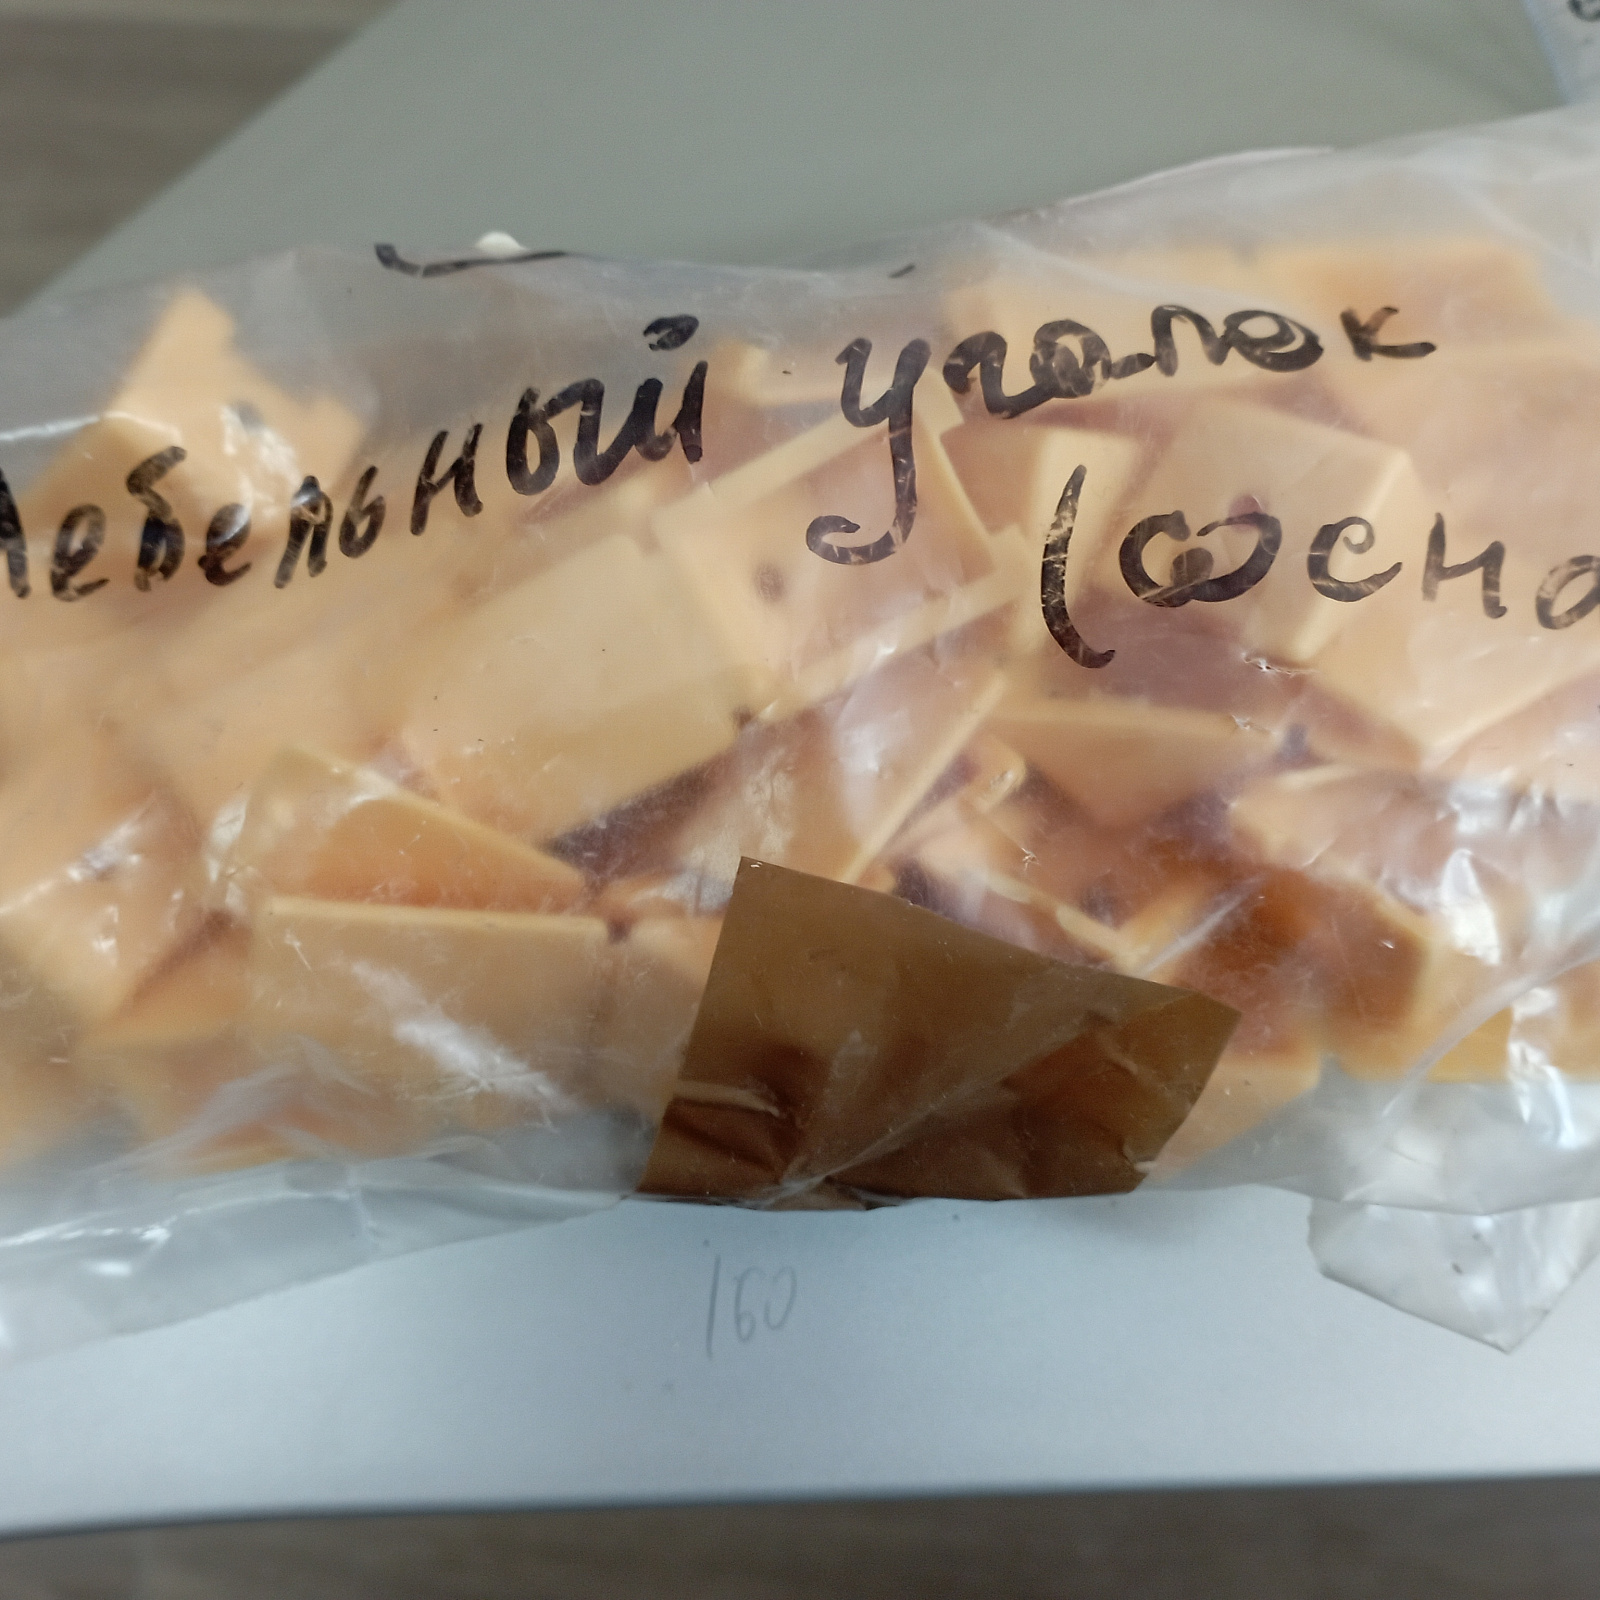 Мебельный уголок
(сосна
160